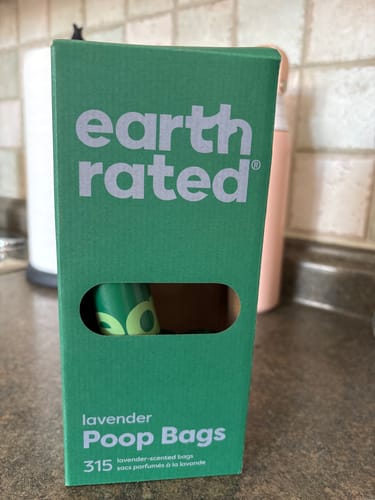 earth
rated®
lavender
Poop Bags
315 lavender-scented bags
sacs parfumés à la lavande